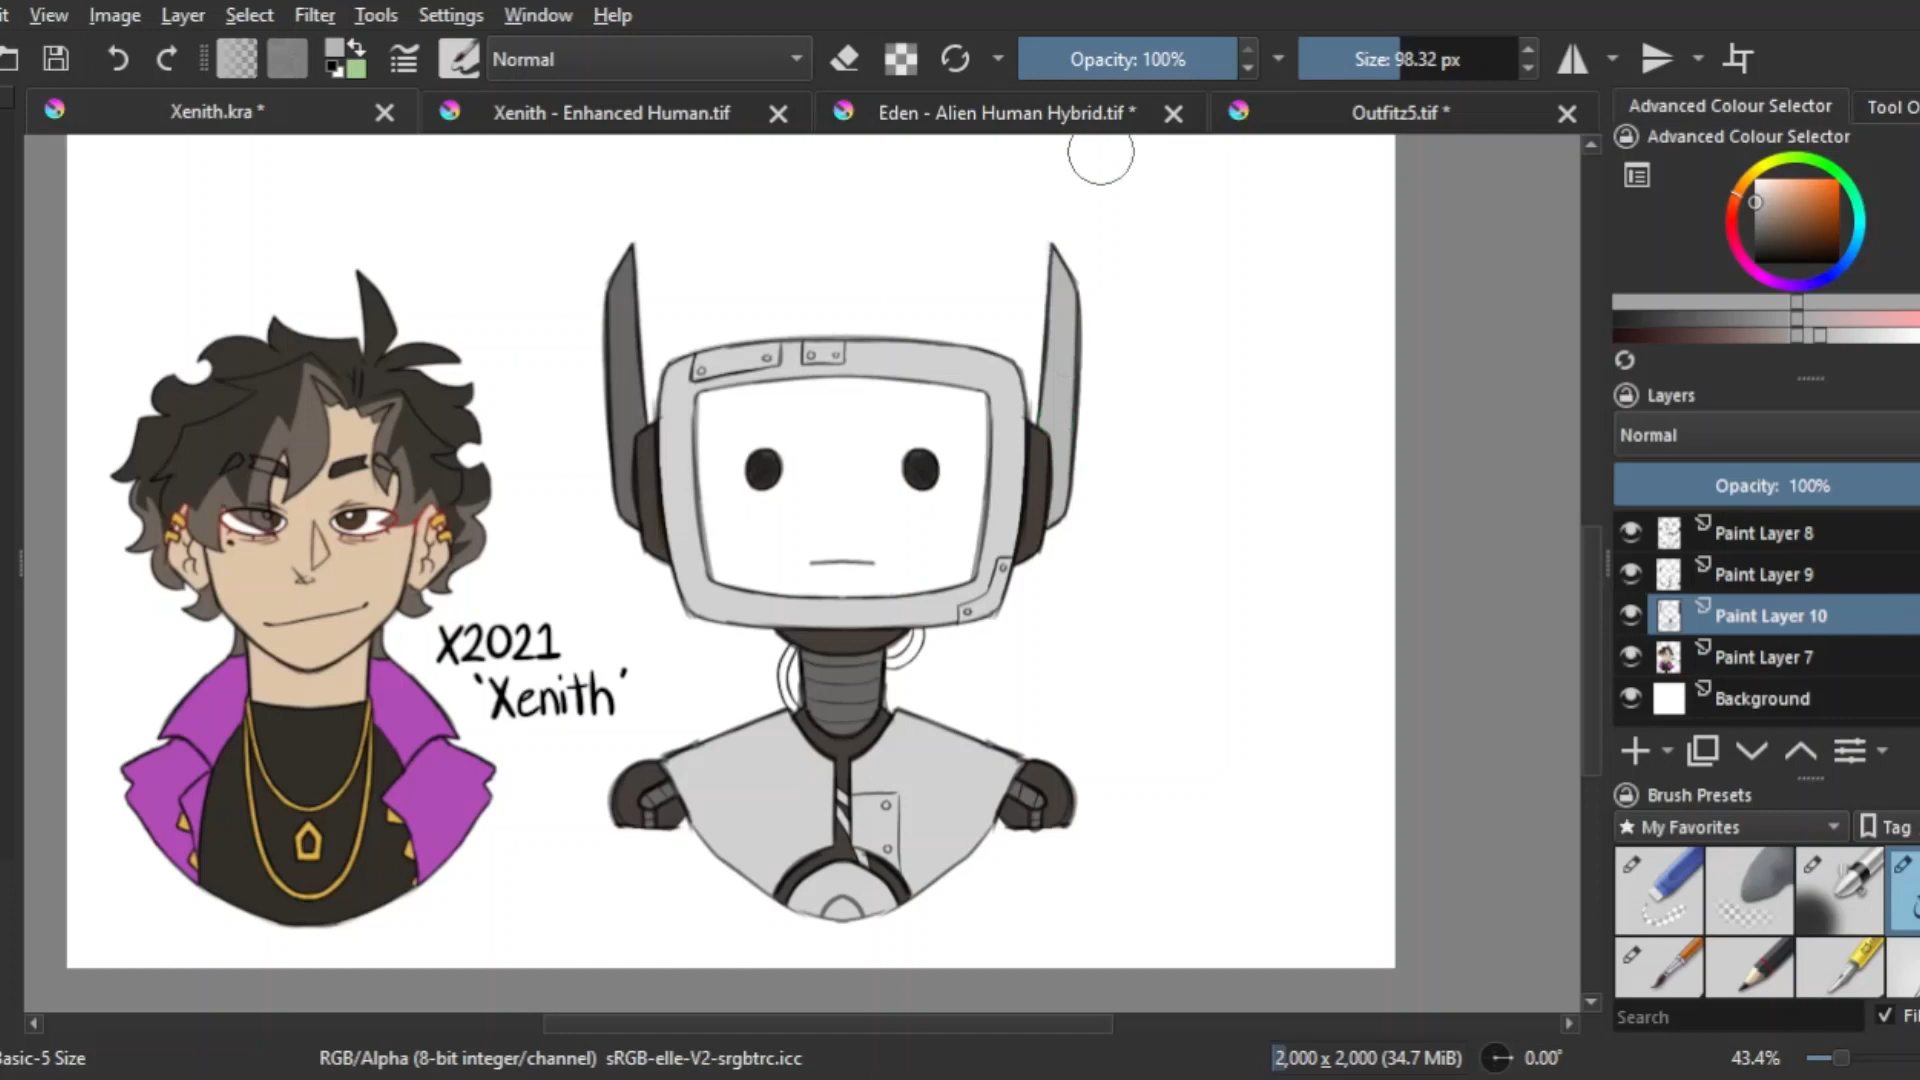 View Image Layer Select Filter Tools Settings Window Help
Normal Opacity: 100% Size: 98.32 px
Xenith.kra * Xenith - Enhanced Human.tif Eden - Alien Human Hybrid.tif * Outfitz5.tif *
Advanced Colour Selector Tool O
Advanced Colour Selector
Layers
Normal
Opacity: 100%
Paint Layer 8
Paint Layer 9
Paint Layer 10
Paint Layer 7
Background
X2021
'Xenith'
Brush Presets
★ My Favorites Tag
Search ✓ Fil
asic-5 Size RGB/Alpha (8-bit integer/channel) sRGB-elle-V2-srgbtrc.icc 2,000 x 2,000 (34.7 MiB) 0.00° 43.4%